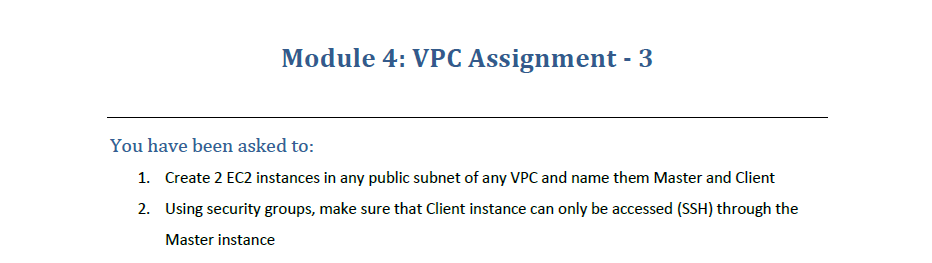 Module 4: VPC Assignment - 3
You have been asked to:
1. Create 2 EC2 instances in any public subnet of any VPC and name them Master and Client
2. Using security groups, make sure that Client instance can only be accessed (SSH) through the
Master instance